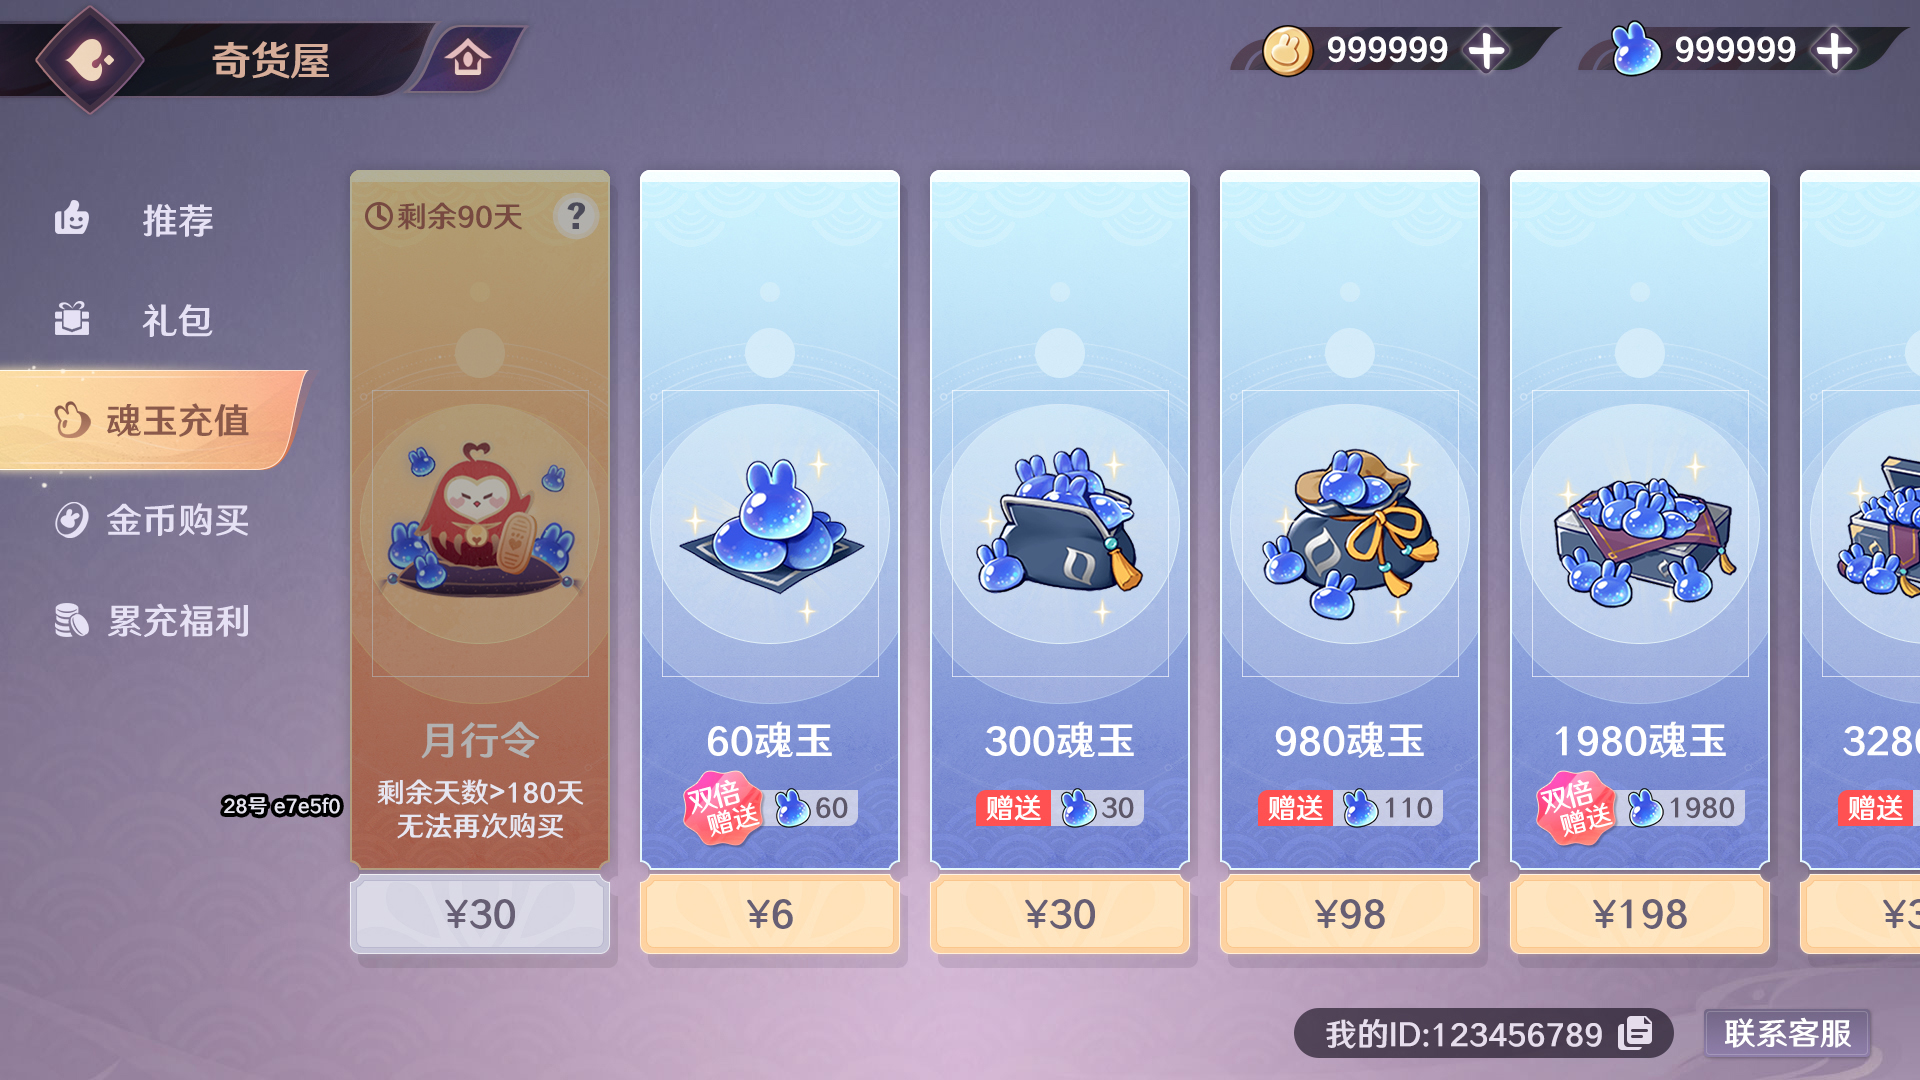 奇货屋
999999
999999
推荐
礼包
魂玉充值
金币购买
累充福利
剩余90天
?
月行令
剩余天数>180天
无法再次购买
¥30
28号 e7e5f0
60魂玉
双倍
赠送
60
¥6
300魂玉
赠送
30
¥30
980魂玉
赠送
110
¥98
1980魂玉
双倍
赠送
1980
¥198
赠送
我的ID:123456789
联系客服